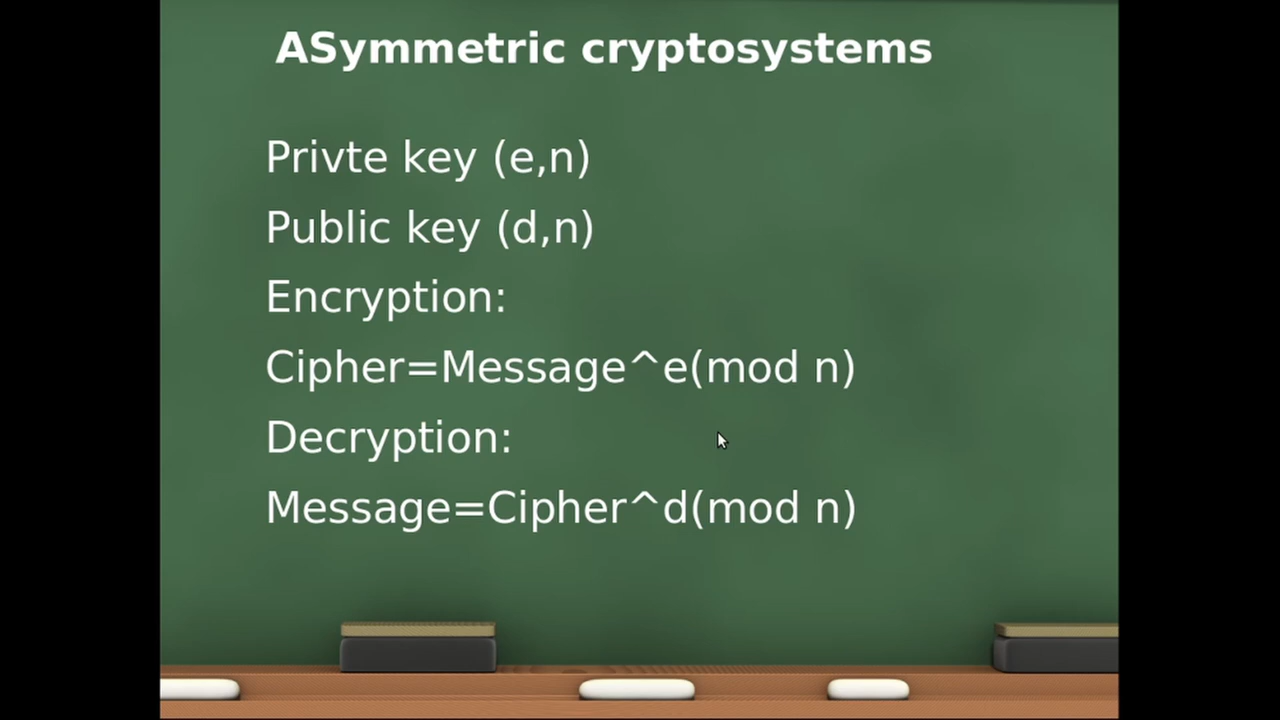 ASymmetric cryptosystems
Privte key (e,n)
Public key (d,n)
Encryption:
Cipher=Message^e(mod n)
Decryption:
Message=Cipher^d(mod n)